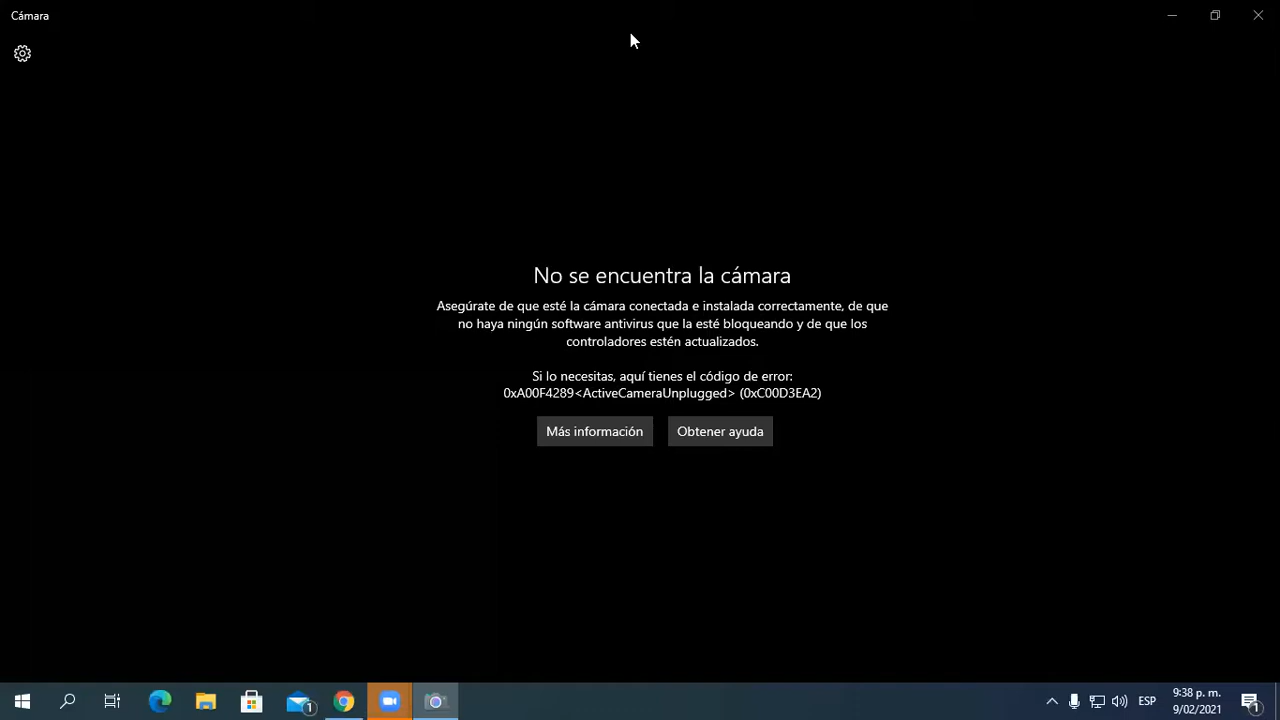 Cámara
No se encuentra la cámara
Asegúrate de que esté la cámara conectada e instalada correctamente, de que
no haya ningún software antivirus que la esté bloqueando y de que los
controladores estén actualizados.
Si lo necesitas, aquí tienes el código de error:
0xA00F4289<ActiveCameraUnplugged> (0xC00D3EA2)
Más información
Obtener ayuda
1
ESP
9:38 p. m.
9/02/2021
1